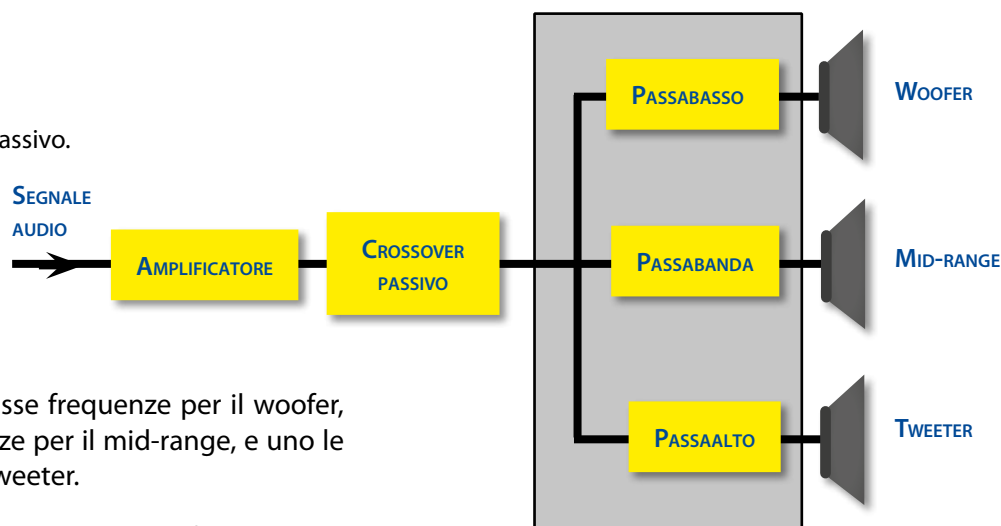 assivo.
SEGNALE
AUDIO
AMPLIFICATORE
CROSSOVER
PASSIVO
PASSABASSO
WOOFER
PASSABANDA
MID-RANGE
PASSAALTO
TWEETER
sse frequenze per il woofer,
ze per il mid-range, e uno le
weeter.